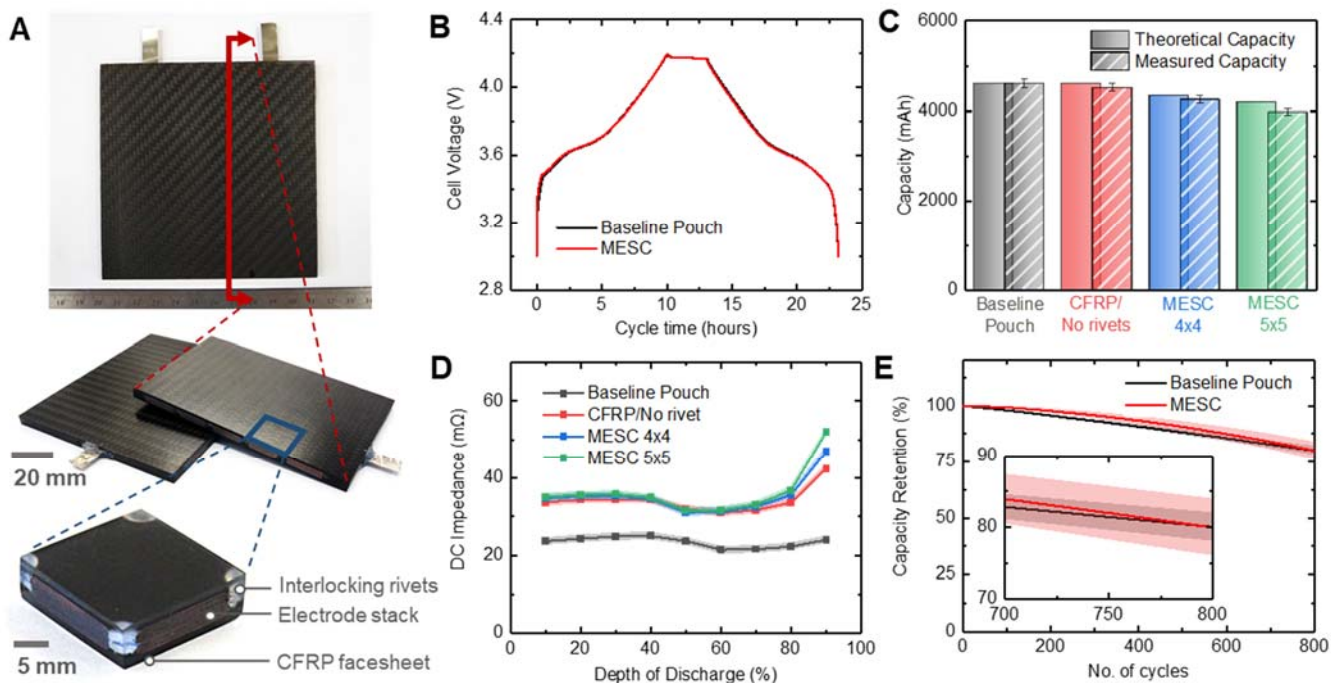 A
20 mm
Interlocking rivets
Electrode stack
5 mm
CFRP facesheet
B
4.4
4.0
3.6
3.2
2.8
Cell Voltage (V)
Baseline Pouch
MESC
0
5
10
15
20
25
Cycle time (hours)
C
6000
4000
2000
0
Capacity (mAh)
Theoretical Capacity
Measured Capacity
Baseline
Pouch
CFRP/
No rivets
MESC
4x4
MESC
5x5
D
60
40
20
0
DC Impedance (mΩ)
Baseline Pouch
CFRP/No rivet
MESC 4x4
MESC 5x5
0
20
40
60
80
100
Depth of Discharge (%)
E
100
75
50
25
0
Capacity Retention (%)
Baseline Pouch
MESC
90
80
70
700
750
800
0
200
400
600
800
No. of cycles